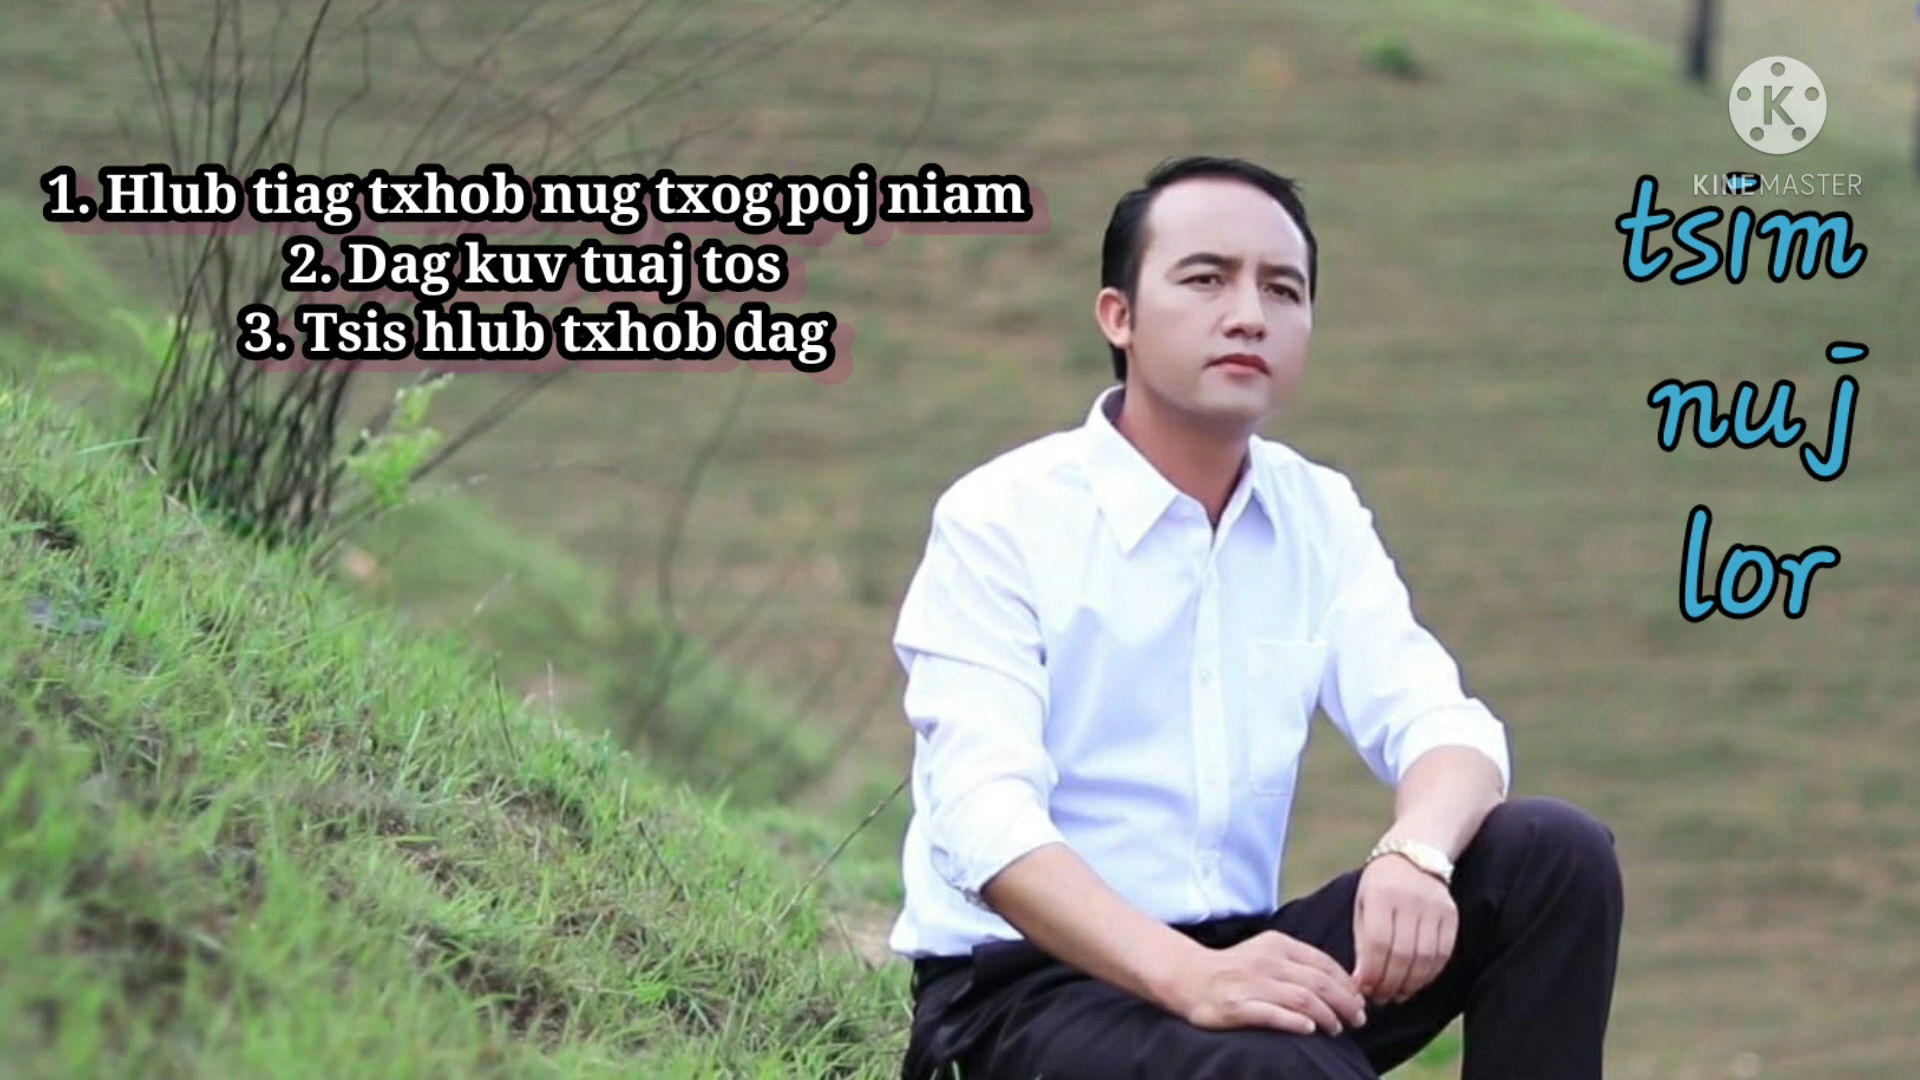 1. Hlub tiag txhob nug txog poj niam
2. Dag kuv tuaj tos
3. Tsis hlub txhob dag
KINEMASTER
tsim
nuj
lor